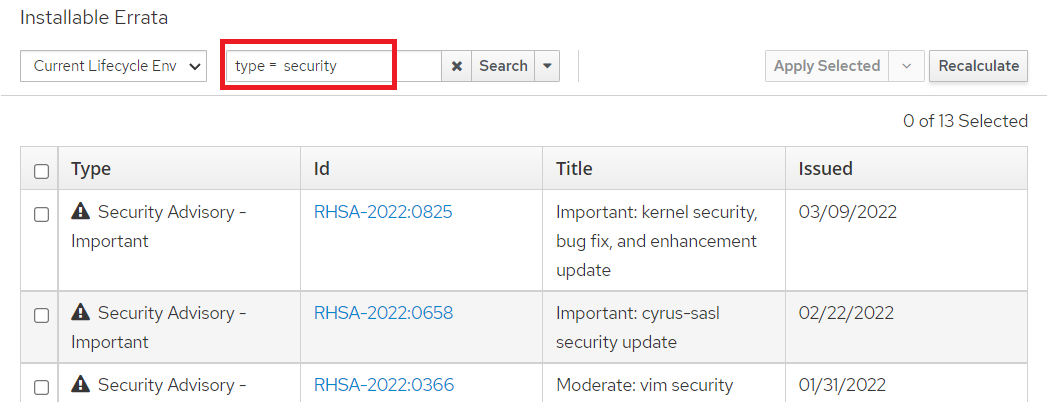 Installable Errata
Current Lifecycle Env type = security Search Apply Selected Recalculate
0 of 13 Selected
Type Id Title Issued
Security Advisory - RHSA-2022:0825 Important: kernel security, 03/09/2022
Important bug fix, and enhancement
update
Security Advisory - RHSA-2022:0658 Important: cyrus-sasl 02/22/2022
Important security update
Security Advisory - RHSA-2022:0366 Moderate: vim security 01/31/2022